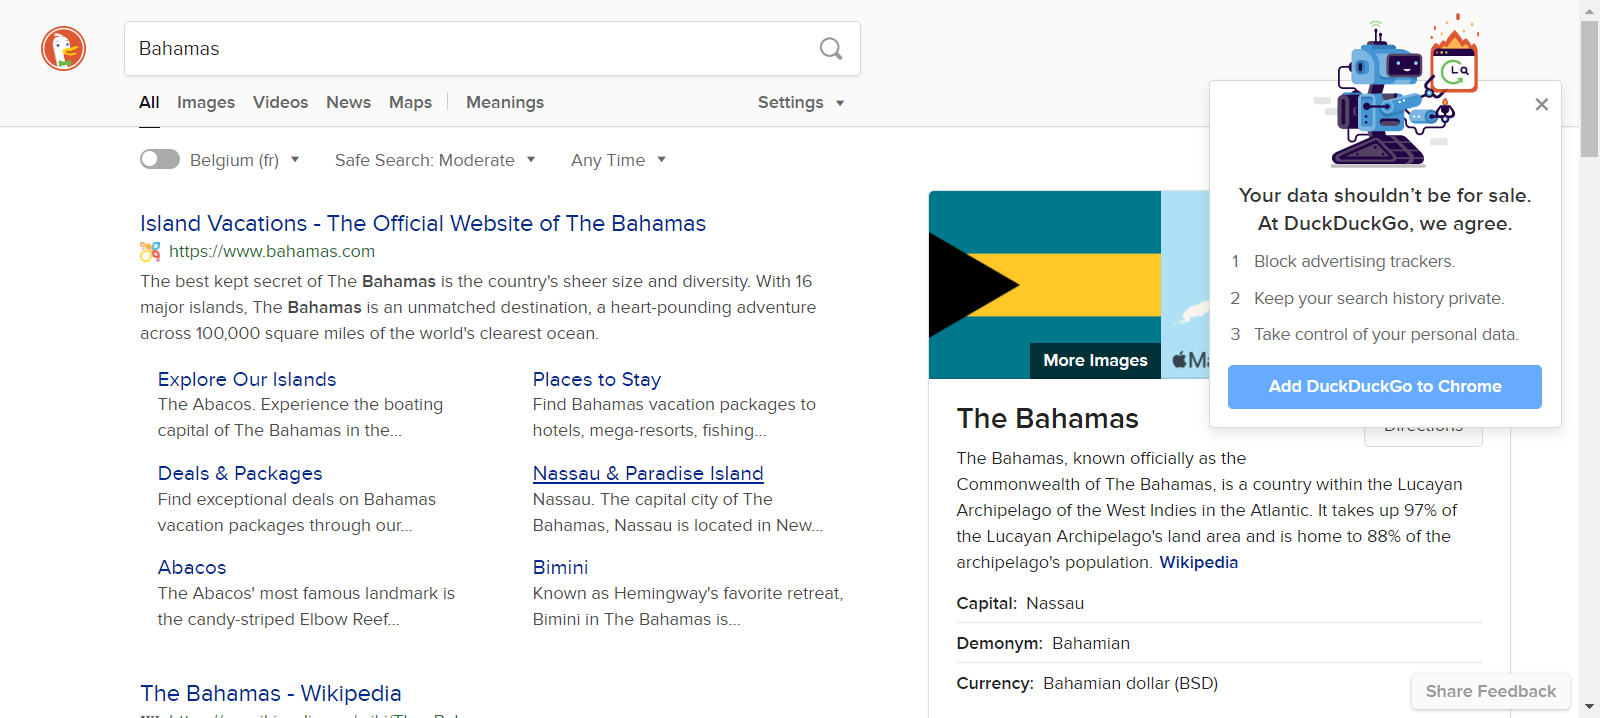 Bahamas
All Images Videos News Maps Meanings Settings
Belgium (fr) Safe Search: Moderate Any Time
Island Vacations - The Official Website of The Bahamas
https://www.bahamas.com
The best kept secret of The Bahamas is the country's sheer size and diversity. With 16
major islands, The Bahamas is an unmatched destination, a heart-pounding adventure
across 100,000 square miles of the world's clearest ocean.
Explore Our Islands
The Abacos. Experience the boating
capital of The Bahamas in the...
Places to Stay
Find Bahamas vacation packages to
hotels, mega-resorts, fishing...
Deals & Packages
Find exceptional deals on Bahamas
vacation packages through our...
Nassau & Paradise Island
Nassau. The capital city of The
Bahamas, Nassau is located in New...
Abacos
The Abacos' most famous landmark is
the candy-striped Elbow Reef...
Bimini
Known as Hemingway's favorite retreat,
Bimini in The Bahamas is...
The Bahamas - Wikipedia
More Images
The Bahamas
Directions
The Bahamas, known officially as the
Commonwealth of The Bahamas, is a country within the Lucayan
Archipelago of the West Indies in the Atlantic. It takes up 97% of
the Lucayan Archipelago's land area and is home to 88% of the
archipelago's population. Wikipedia
Capital: Nassau
Demonym: Bahamian
Currency: Bahamian dollar (BSD)
Your data shouldn't be for sale.
At DuckDuckGo, we agree.
1 Block advertising trackers.
2 Keep your search history private.
3 Take control of your personal data.
Add DuckDuckGo to Chrome
Share Feedback